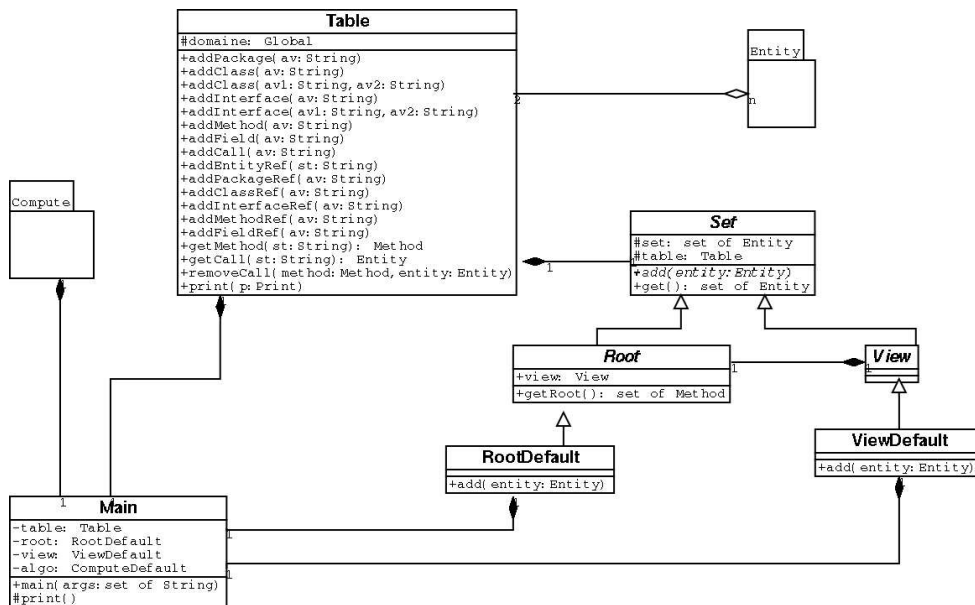 Table
#domaine: Global
+addPackage(av:String)
+addClass(av:String)
+addClass(av1:String,av2:String)
+addInterface(av:String)
+addInterface(av1:String,av2:String)
+addMethod(av:String)
+addField(av:String)
+addCall(av:String)
+addEntityRef(st:String)
+addPackageRef(av:String)
+addClassRef(av:String)
+addInterfaceRef(av:String)
+addMethodRef(av:String)
+addFieldRef(av:String)
+getMethod(st:String): Method
+getCall(st:String): Entity
+removeCall(method:Method,entity:Entity)
+print(p:Print)
2
n
Entity
Compute
1
1
Set
#set: set of Entity
#table: Table
+add(entity:Entity)
+get(): set of Entity
1
1
Root
+view: View
+getRoot(): set of Method
1
1
View
RootDefault
+add(entity:Entity)
ViewDefault
+add(entity:Entity)
1
1
Main
-table: Table
-root: RootDefault
-view: ViewDefault
-algo: ComputeDefault
+main(args:set of String)
#print()
1
1